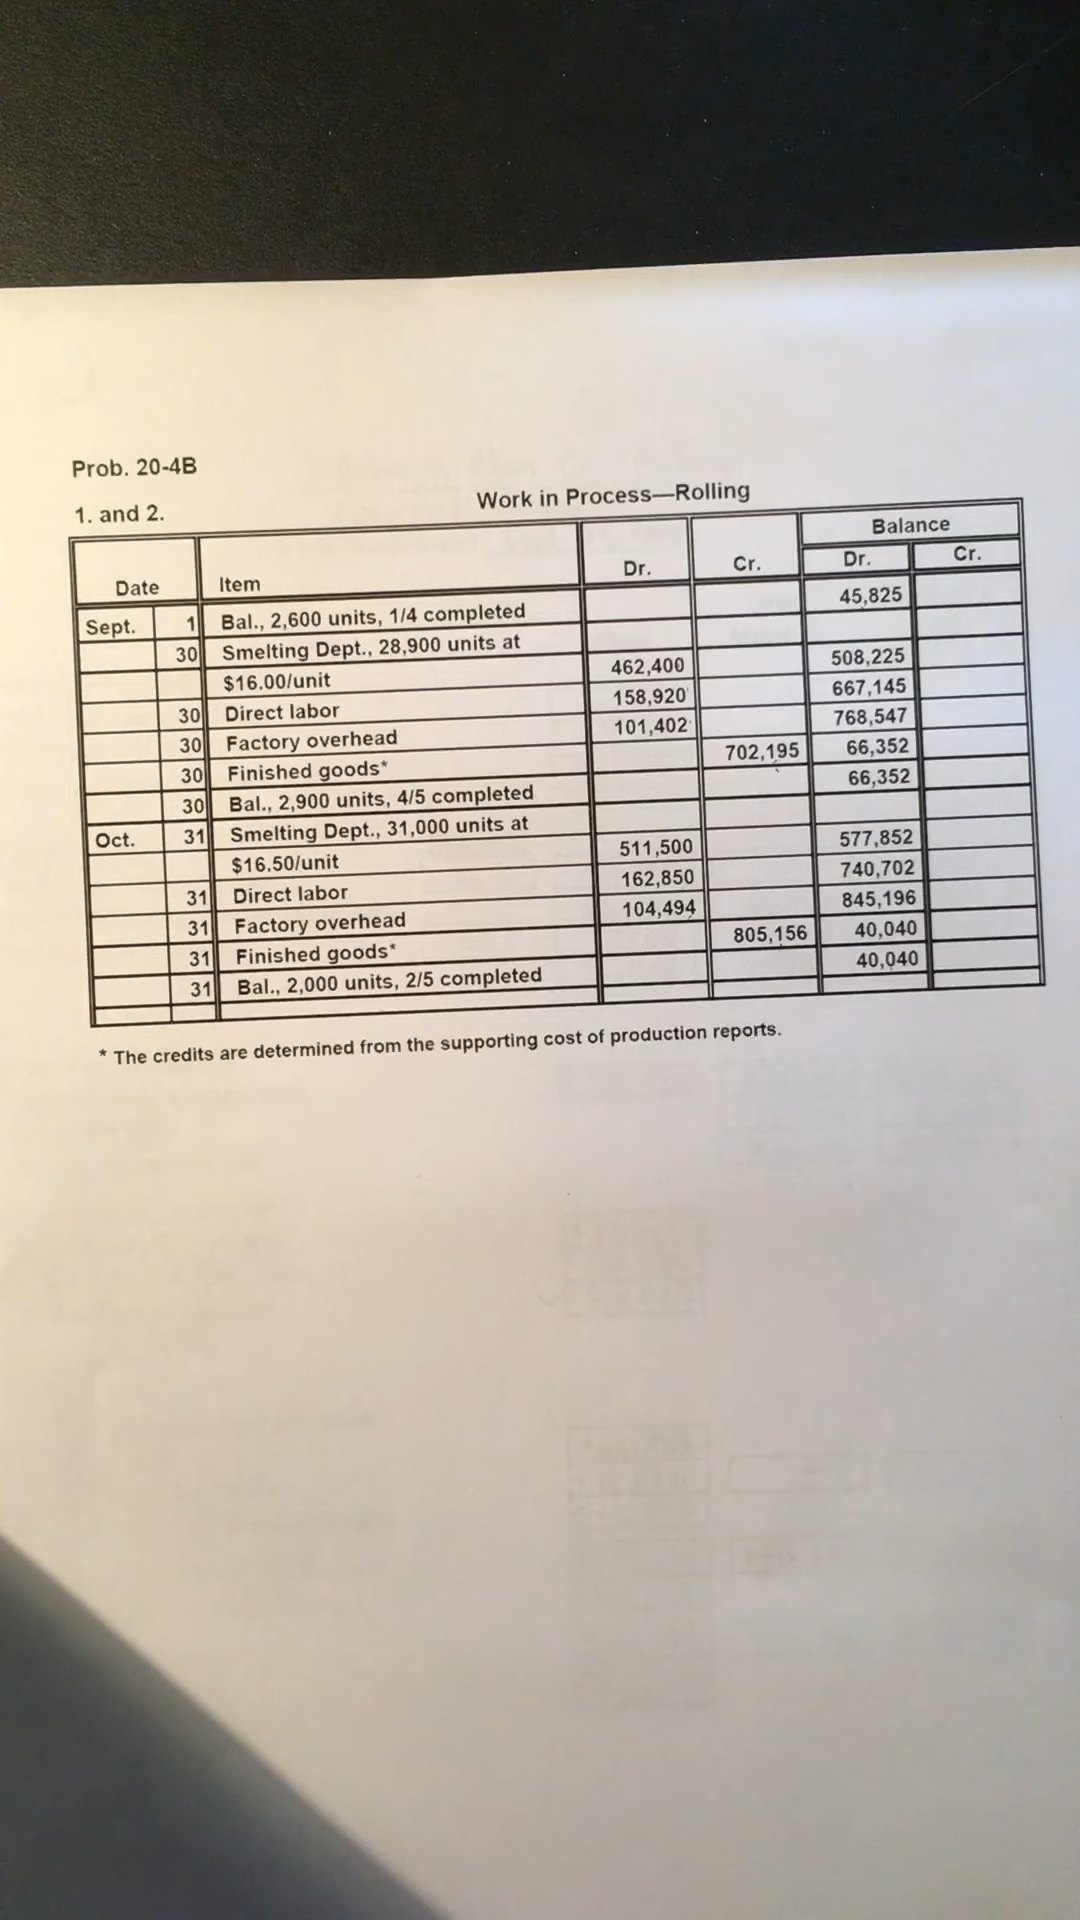 Prob. 20-4B
1. and 2.
Work in Process—Rolling
Date Item Dr. Cr. Balance
Dr. Cr.
Sept. 1 Bal., 2,600 units, 1/4 completed 45,825
30 Smelting Dept., 28,900 units at
$16.00/unit 462,400 508,225
30 Direct labor 158,920 667,145
30 Factory overhead 101,402 768,547
30 Finished goods* 702,195 66,352
30 Bal., 2,900 units, 4/5 completed 66,352
Oct. 31 Smelting Dept., 31,000 units at
$16.50/unit 511,500 577,852
31 Direct labor 162,850 740,702
31 Factory overhead 104,494 845,196
31 Finished goods* 805,156 40,040
31 Bal., 2,000 units, 2/5 completed 40,040
* The credits are determined from the supporting cost of production reports.